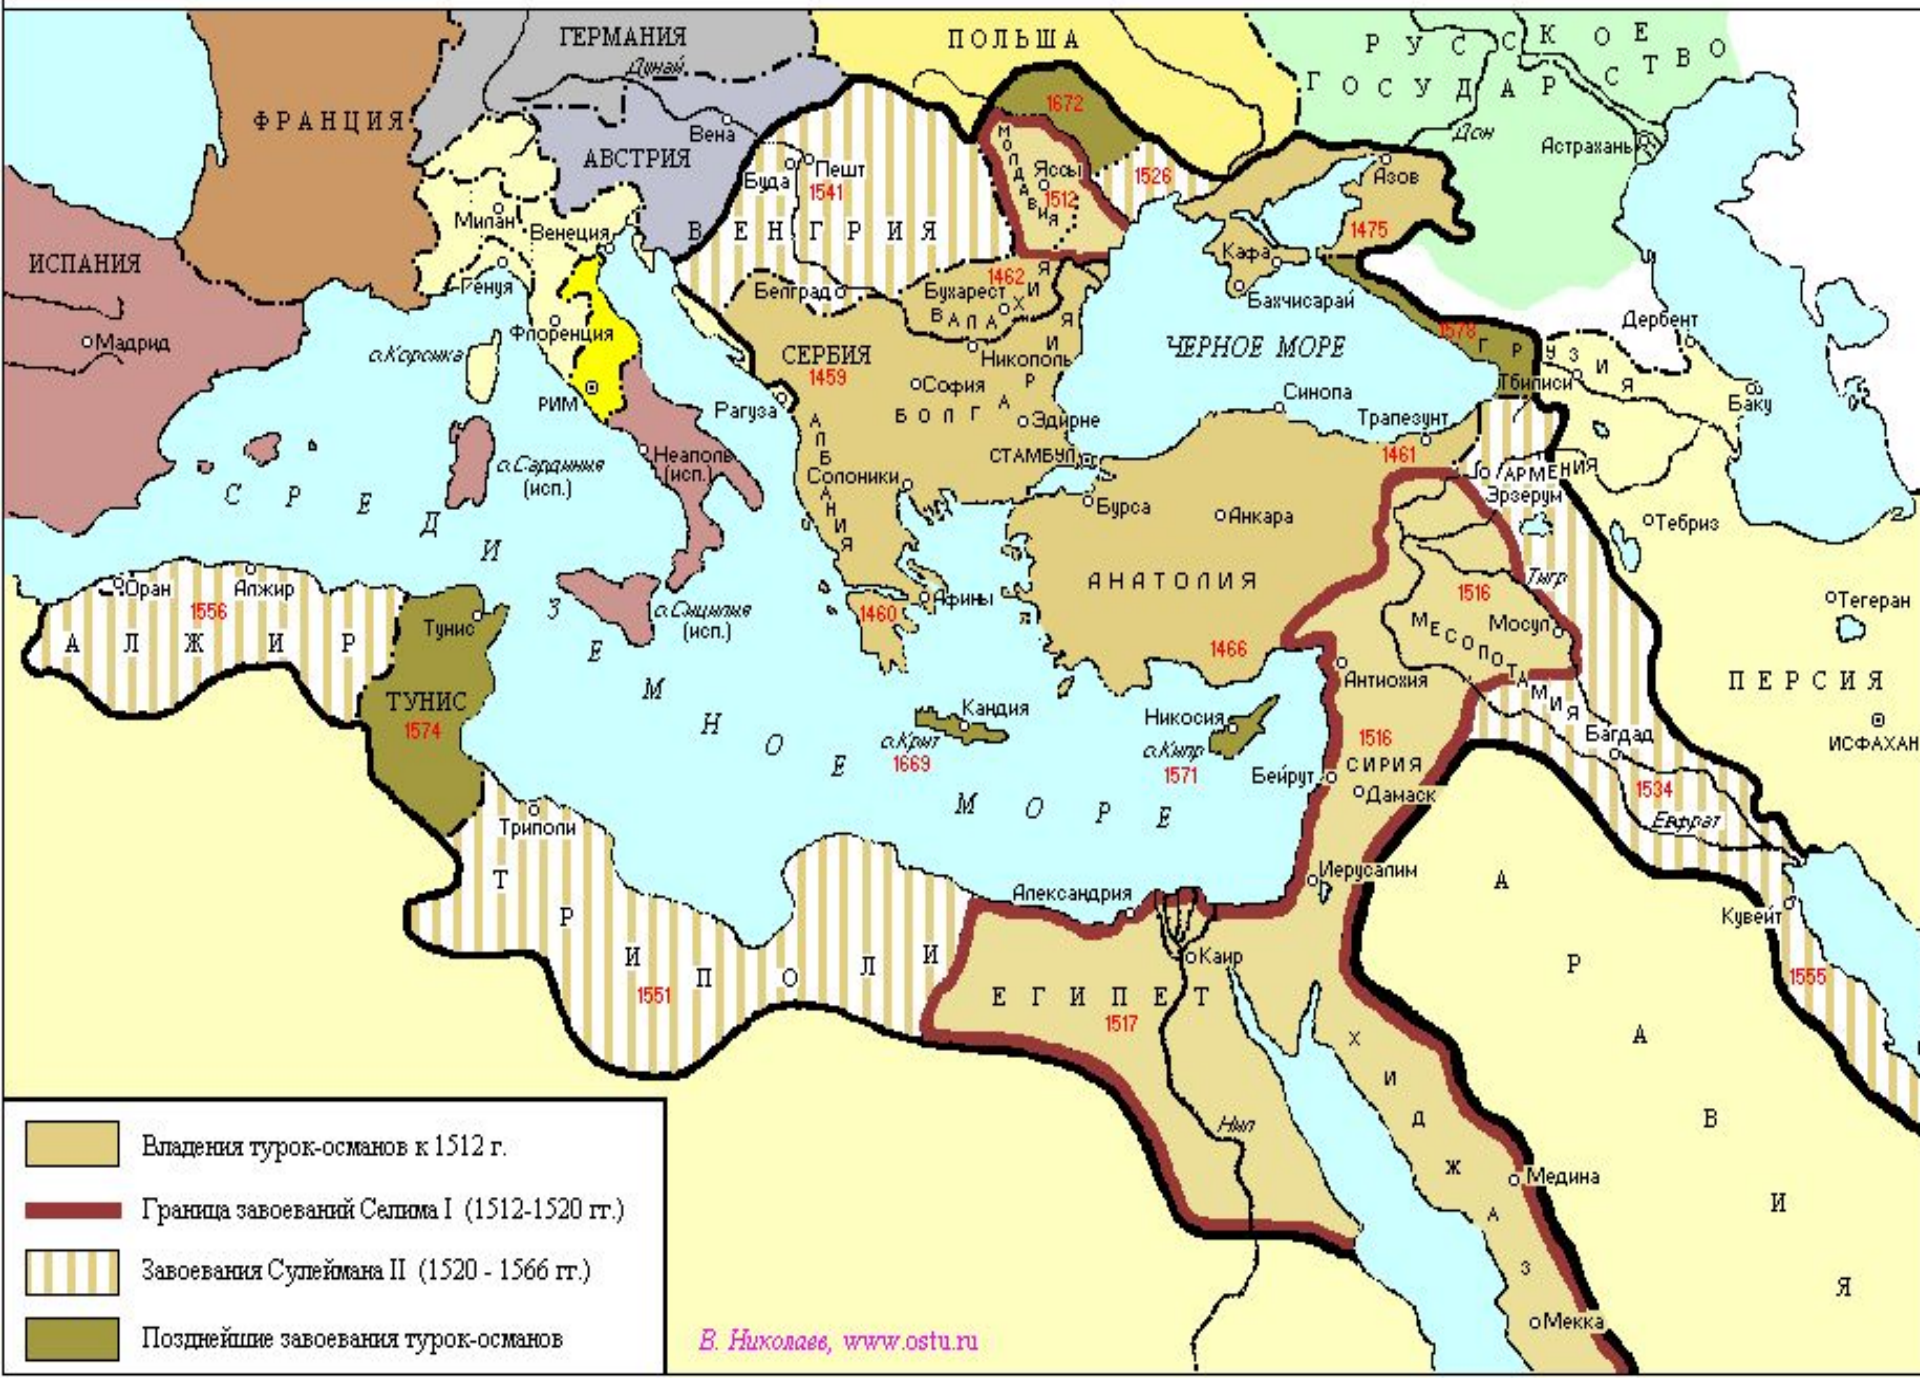 ГЕРМАНИЯ
Дунай
ПОЛЬША
РУССКОЕ
ГОСУДАРСТВО
ФРАНЦИЯ
Вена
АВСТРИЯ
1672
Дон
Астрахань
МОЛДАВИЯ
Яссы
1512
1526
Азов
1475
Буда
Пешт
1541
ВЕНГРИЯ
Милан
Венеция
ИСПАНИЯ
Генуя
Белград
1462
Бухарест
ВАЛАХИЯ
Кафа
Бахчисарай
Мадрид
о.Корсика
Флоренция
СЕРБИЯ
1459
Никополь
ЧЕРНОЕ МОРЕ
1578
ГРУЗИЯ
Дербент
Тбилиси
Баку
РИМ
Рагуза
София
БОЛГАРИЯ
Эдирне
Синопа
Трапезунт
1461
АЛБАНИЯ
СТАМБУЛ
Неаполь
(исп.)
о.Сардиния
(исп.)
Солоники
Бурса
Анкара
АРМЕНИЯ
Эрзерум
Тебриз
СРЕДИЗЕМНОЕ МОРЕ
АНАТОЛИЯ
Тигр
1516
Оран
Алжир
1556
АЛЖИР
Тунис
о.Сицилия
(исп.)
1460
Афины
1466
МЕСОПОТАМИЯ
Мосул
Тегеран
ТУНИС
1574
Антиохия
ПЕРСИЯ
Кандия
о.Крит
1669
Никосия
о.Кипр
1571
1516
СИРИЯ
Бейрут
Дамаск
Багдад
1534
Евфрат
ИСФАХАН
Триполи
ТРИПОЛИ
1551
Александрия
Иерусалим
Каир
ЕГИПЕТ
1517
Кувейт
1555
АРАВИЯ
ХИДЖАЗ
Нил
Медина
Мекка
Владения турок-османов к 1512 г.
Граница завоеваний Селима I (1512-1520 гг.)
Завоевания Сулеймана II (1520 - 1566 гг.)
Позднейшие завоевания турок-османов
В. Николаев, www.ostu.ru